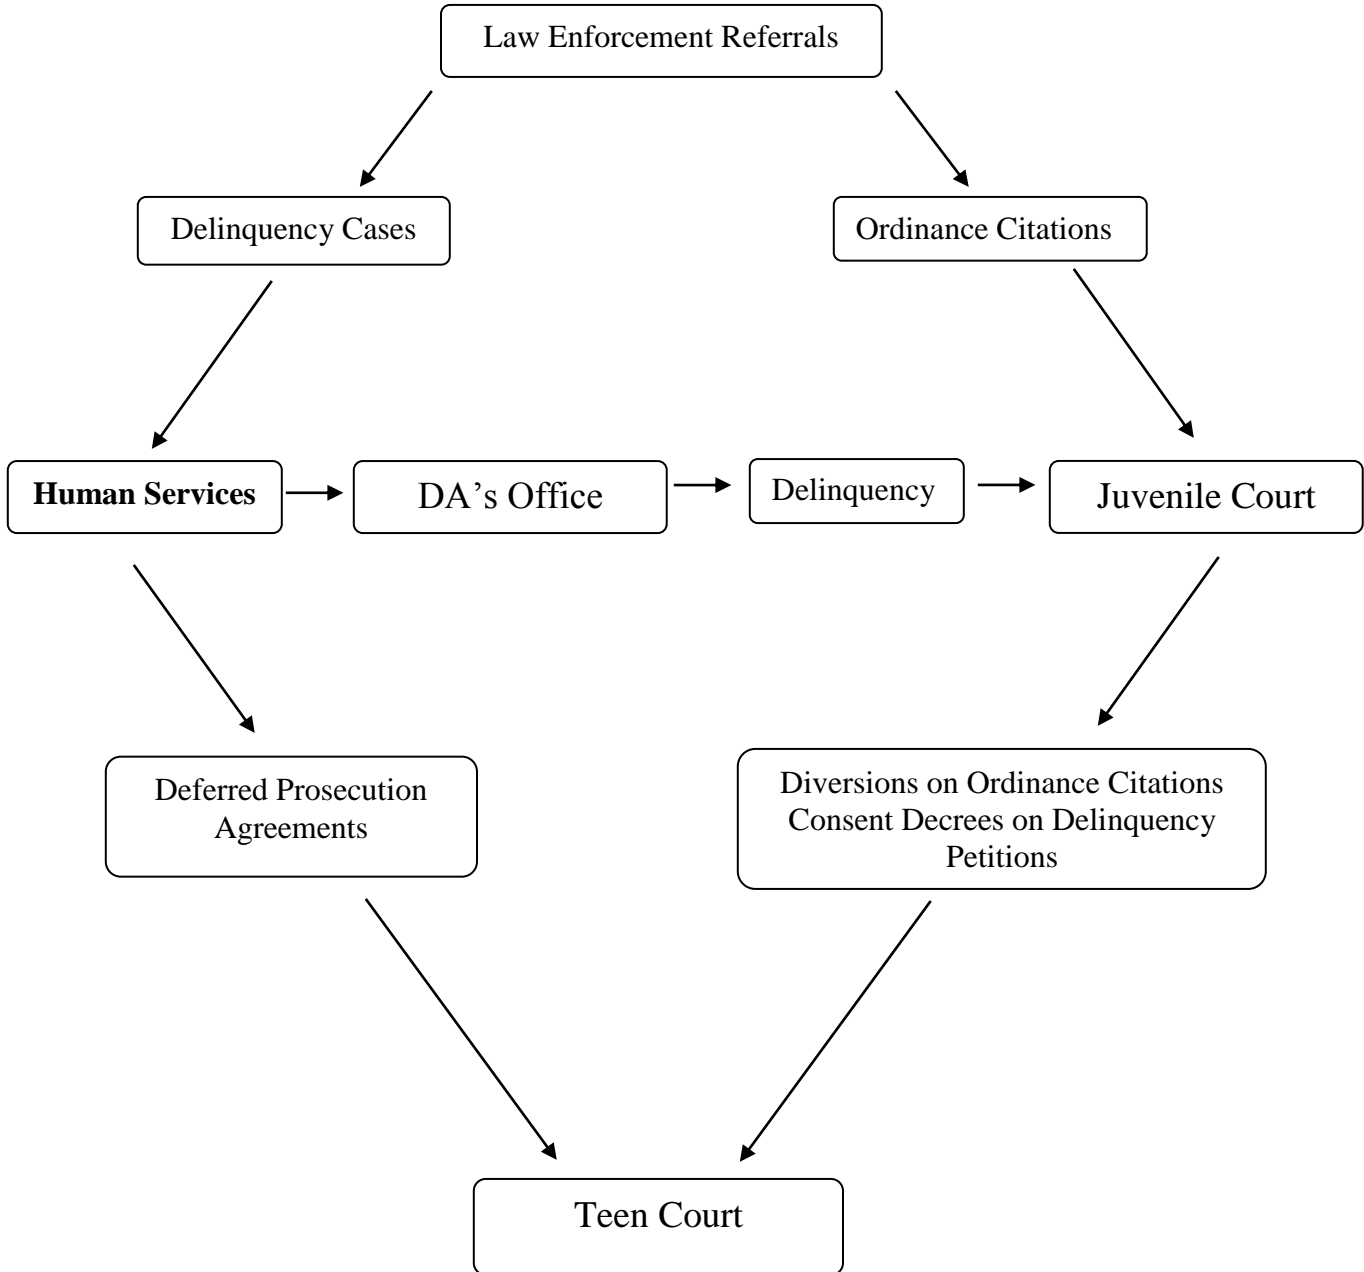 Law Enforcement Referrals
Delinquency Cases
Ordinance Citations
Human Services
DA’s Office
Delinquency
Juvenile Court
Deferred Prosecution
Agreements
Diversions on Ordinance Citations
Consent Decrees on Delinquency
Petitions
Teen Court